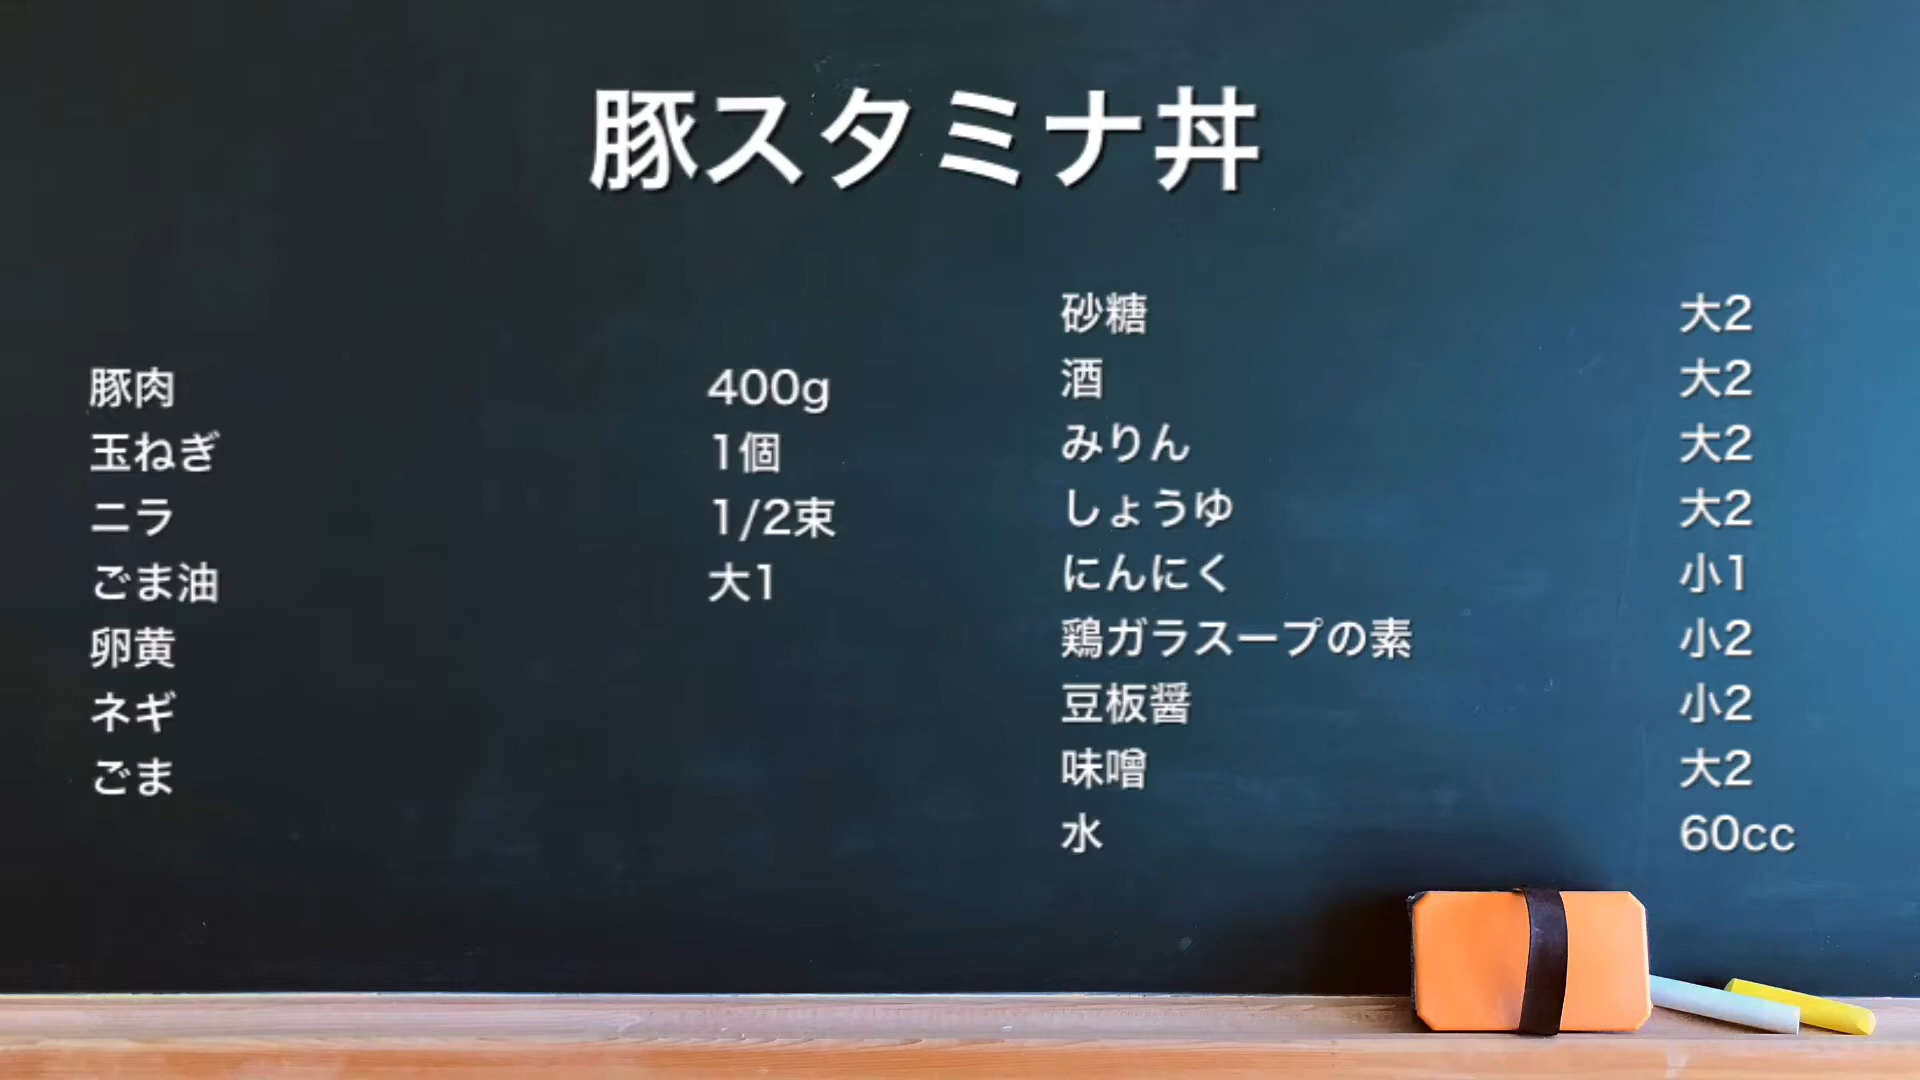 豚スタミナ丼
豚肉 400g
玉ねぎ 1個
ニラ 1/2束
ごま油 大1
卵黄
ネギ
ごま
砂糖 大2
酒 大2
みりん 大2
しょうゆ 大2
にんにく 小1
鶏ガラスープの素 小2
豆板醤 小2
味噌 大2
水 60cc